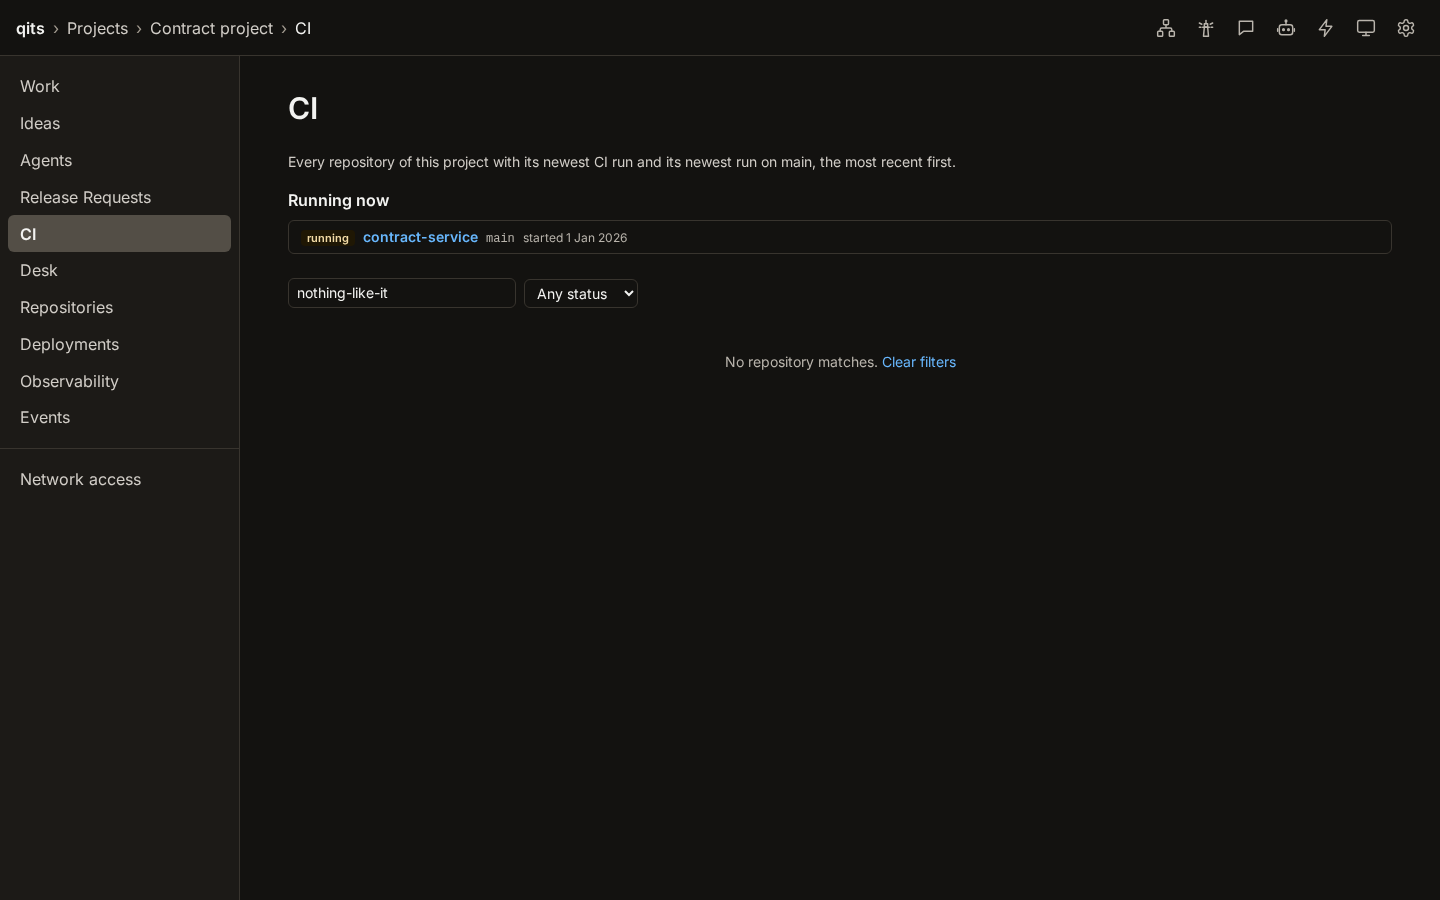 qits › Projects › Contract project › CI
Work
Ideas
Agents
Release Requests
CI
Desk
Repositories
Deployments
Observability
Events
Network access
CI
Every repository of this project with its newest CI run and its newest run on main, the most recent first.
Running now
running contract-service main started 1 Jan 2026
nothing-like-it Any status
No repository matches. Clear filters